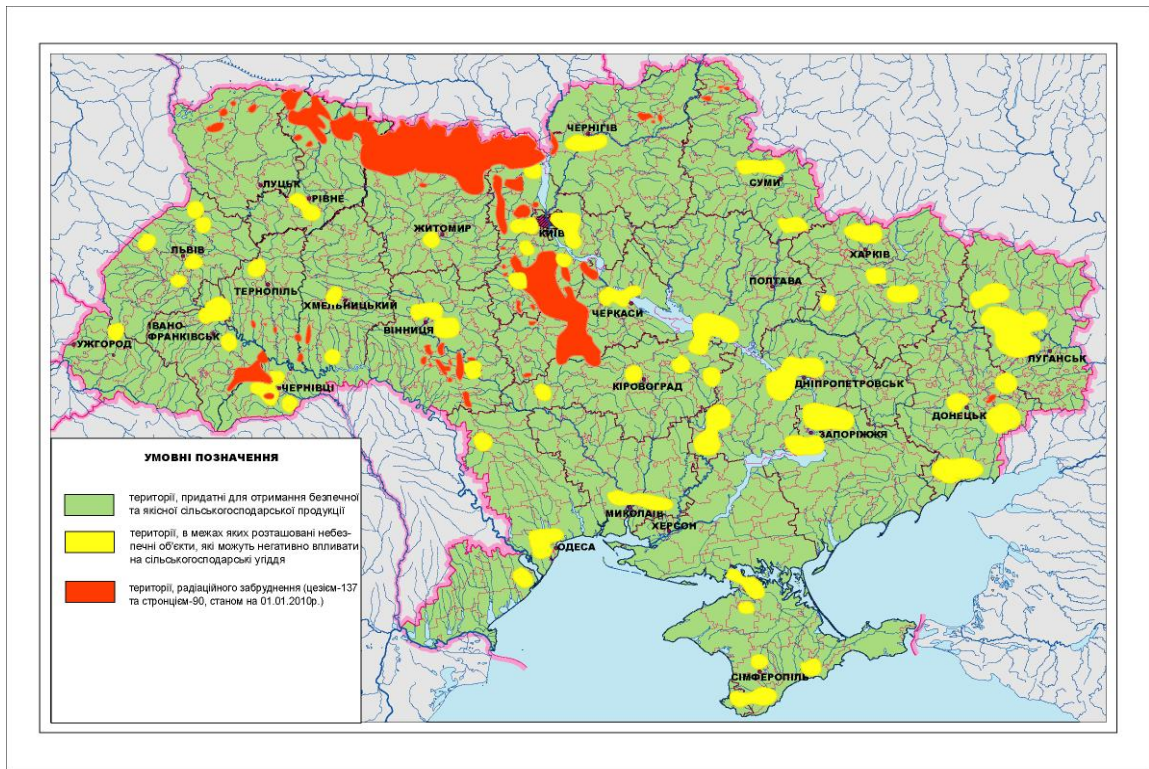 ЧЕРНІГІВ
СУМИ
ЛУЦЬК
РІВНЕ
КИЇВ
ЖИТОМИР
ЛЬВІВ
ХАРКІВ
ПОЛТАВА
ТЕРНОПІЛЬ
ХМЕЛЬНИЦЬКИЙ
ЧЕРКАСИ
ВІННИЦЯ
ІВАНО-
ФРАНКІВСЬК
УЖГОРОД
ЛУГАНСЬК
ЧЕРНІВЦІ
КІРОВОГРАД
ДНІПРОПЕТРОВСЬК
ДОНЕЦЬК
ЗАПОРІЖЖЯ
МИКОЛАЇВ
ХЕРСОН
ОДЕСА
СІМФЕРОПІЛЬ
УМОВНІ ПОЗНАЧЕННЯ
території, придатні для отримання безпечної
та якісної сільськогосподарської продукції
території, в межах яких розташовані небез-
печні об'єкти, які можуть негативно впливати
на сільськогосподарські угіддя
території, радіаційного забруднення (цезієм-137
та стронцієм-90, станом на 01.01.2010р.)